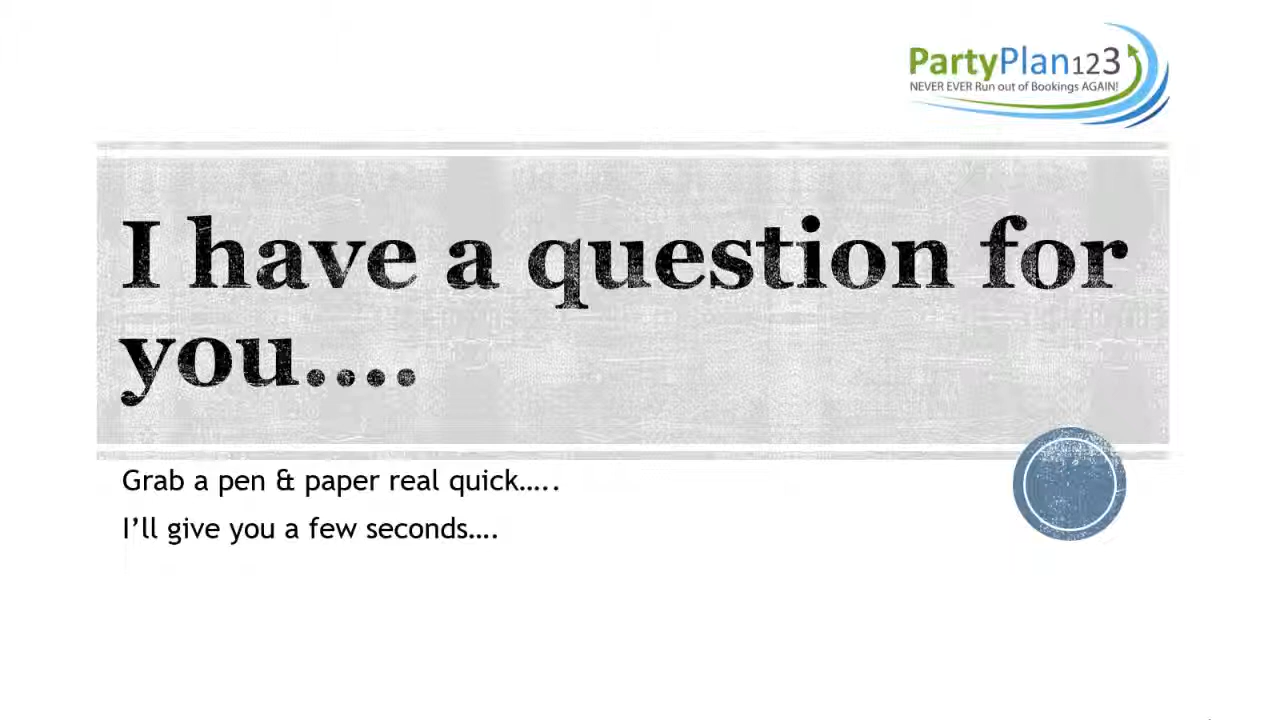 PartyPlan123
NEVER EVER Run out of Bookings AGAIN!
I have a question for
you....
Grab a pen & paper real quick.....
I’ll give you a few seconds....